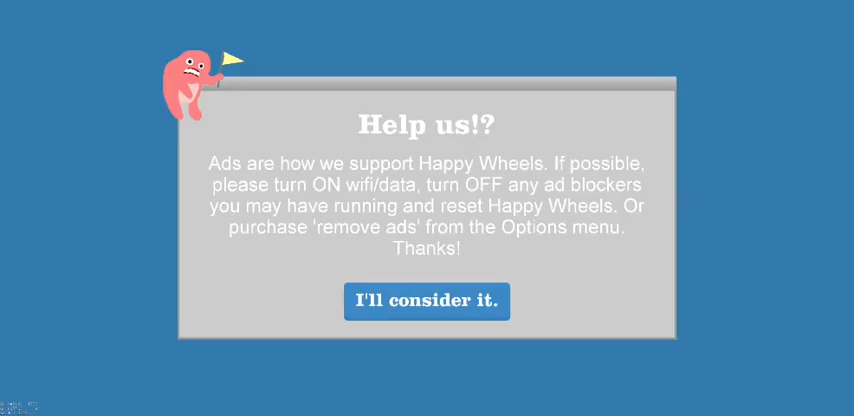 Help us!?
Ads are how we support Happy Wheels. If possible,
please turn ON wifi/data, turn OFF any ad blockers
you may have running and reset Happy Wheels. Or
purchase 'remove ads' from the Options menu.
Thanks!
I'll consider it.